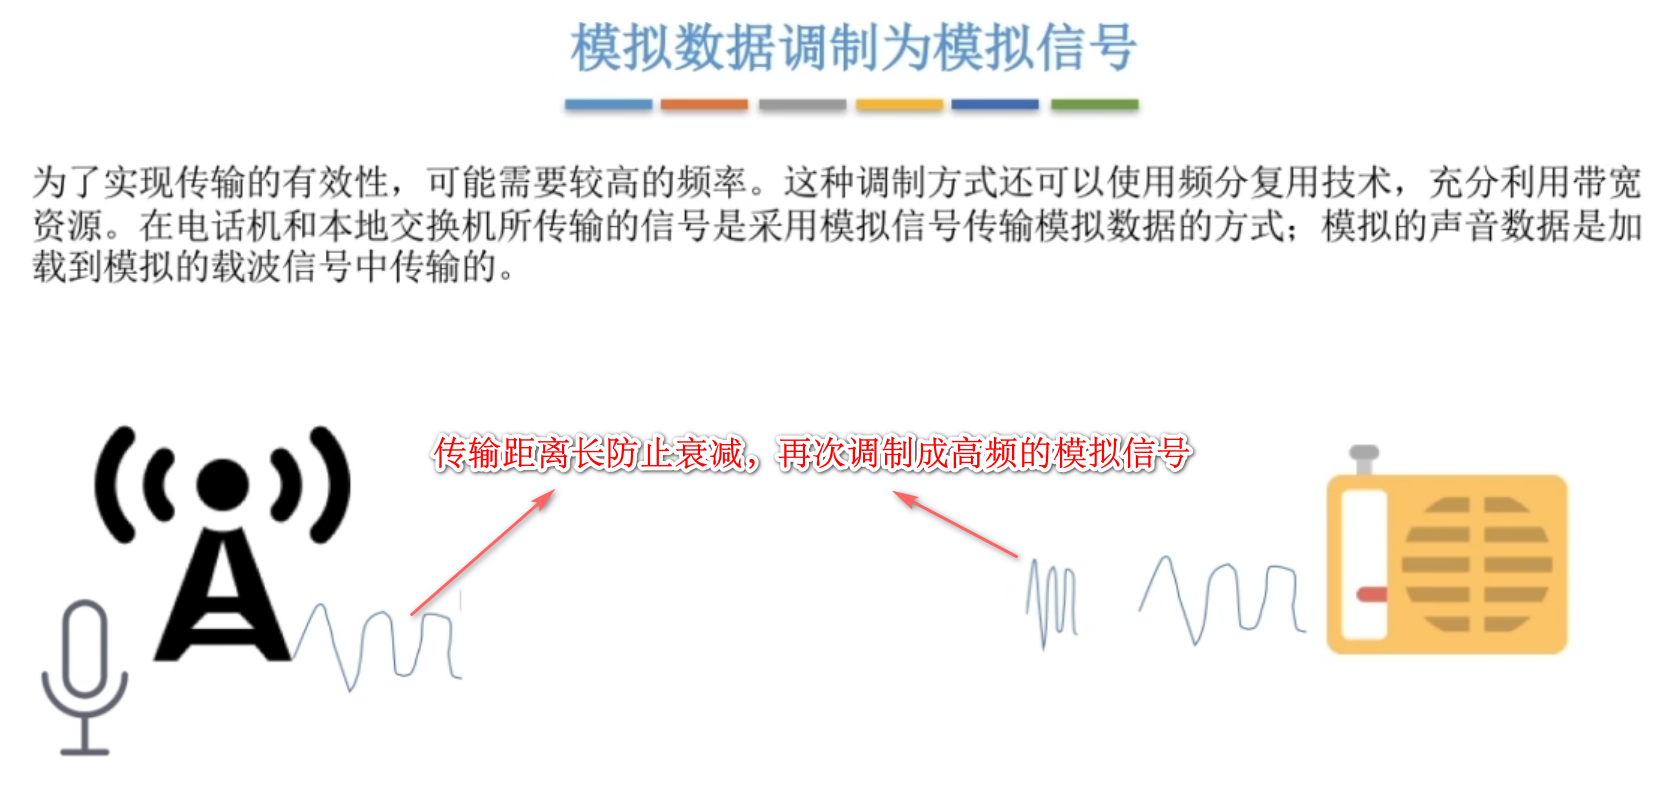 模拟数据调制为模拟信号
为了实现传输的有效性，可能需要较高的频率。这种调制方式还可以使用频分复用技术，充分利用带宽
资源。在电话机和本地交换机所传输的信号是采用模拟信号传输模拟数据的方式；模拟的声音数据是加
载到模拟的载波信号中传输的。
传输距离长防止衰减，再次调制成高频的模拟信号